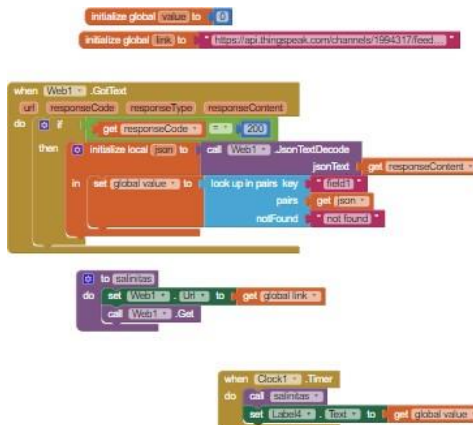 initialize global value to 0
initialize global link to " https://api.thingspeak.com/channels/1994317/feed... "
when Web1 .GotText
url responseCode responseType responseContent
do if get responseCode = 200
then initialize local json to call Web1 .JsonTextDecode
jsonText get responseContent
in set global value to look up in pairs key " field1 "
pairs get json
notFound " not found "
to salinitas
do set Web1 . Url to get global link
call Web1 .Get
when Clock1 .Timer
do call salinitas
set Label4 . Text to get global value